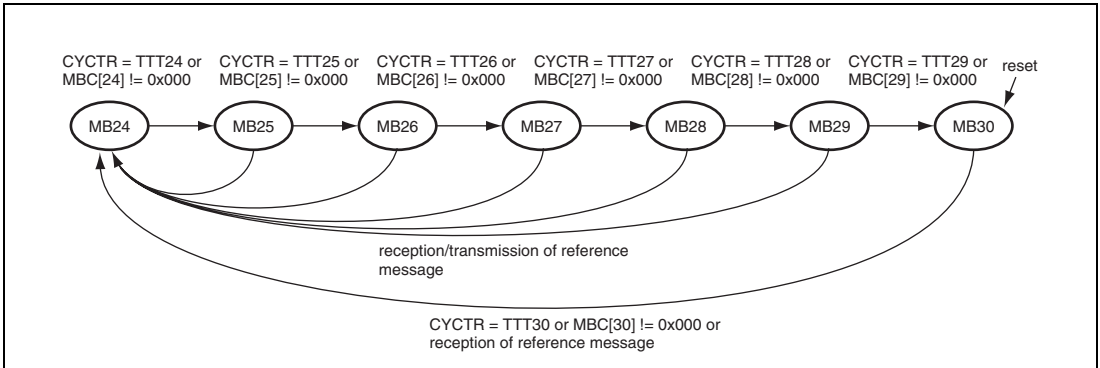 CYCTR = TTT24 or
MBC[24] != 0x000
CYCTR = TTT25 or
MBC[25] != 0x000
CYCTR = TTT26 or
MBC[26] != 0x000
CYCTR = TTT27 or
MBC[27] != 0x000
CYCTR = TTT28 or
MBC[28] != 0x000
CYCTR = TTT29 or
MBC[29] != 0x000
reset
MB24
MB25
MB26
MB27
MB28
MB29
MB30
reception/transmission of reference
message
CYCTR = TTT30 or MBC[30] != 0x000 or
reception of reference message